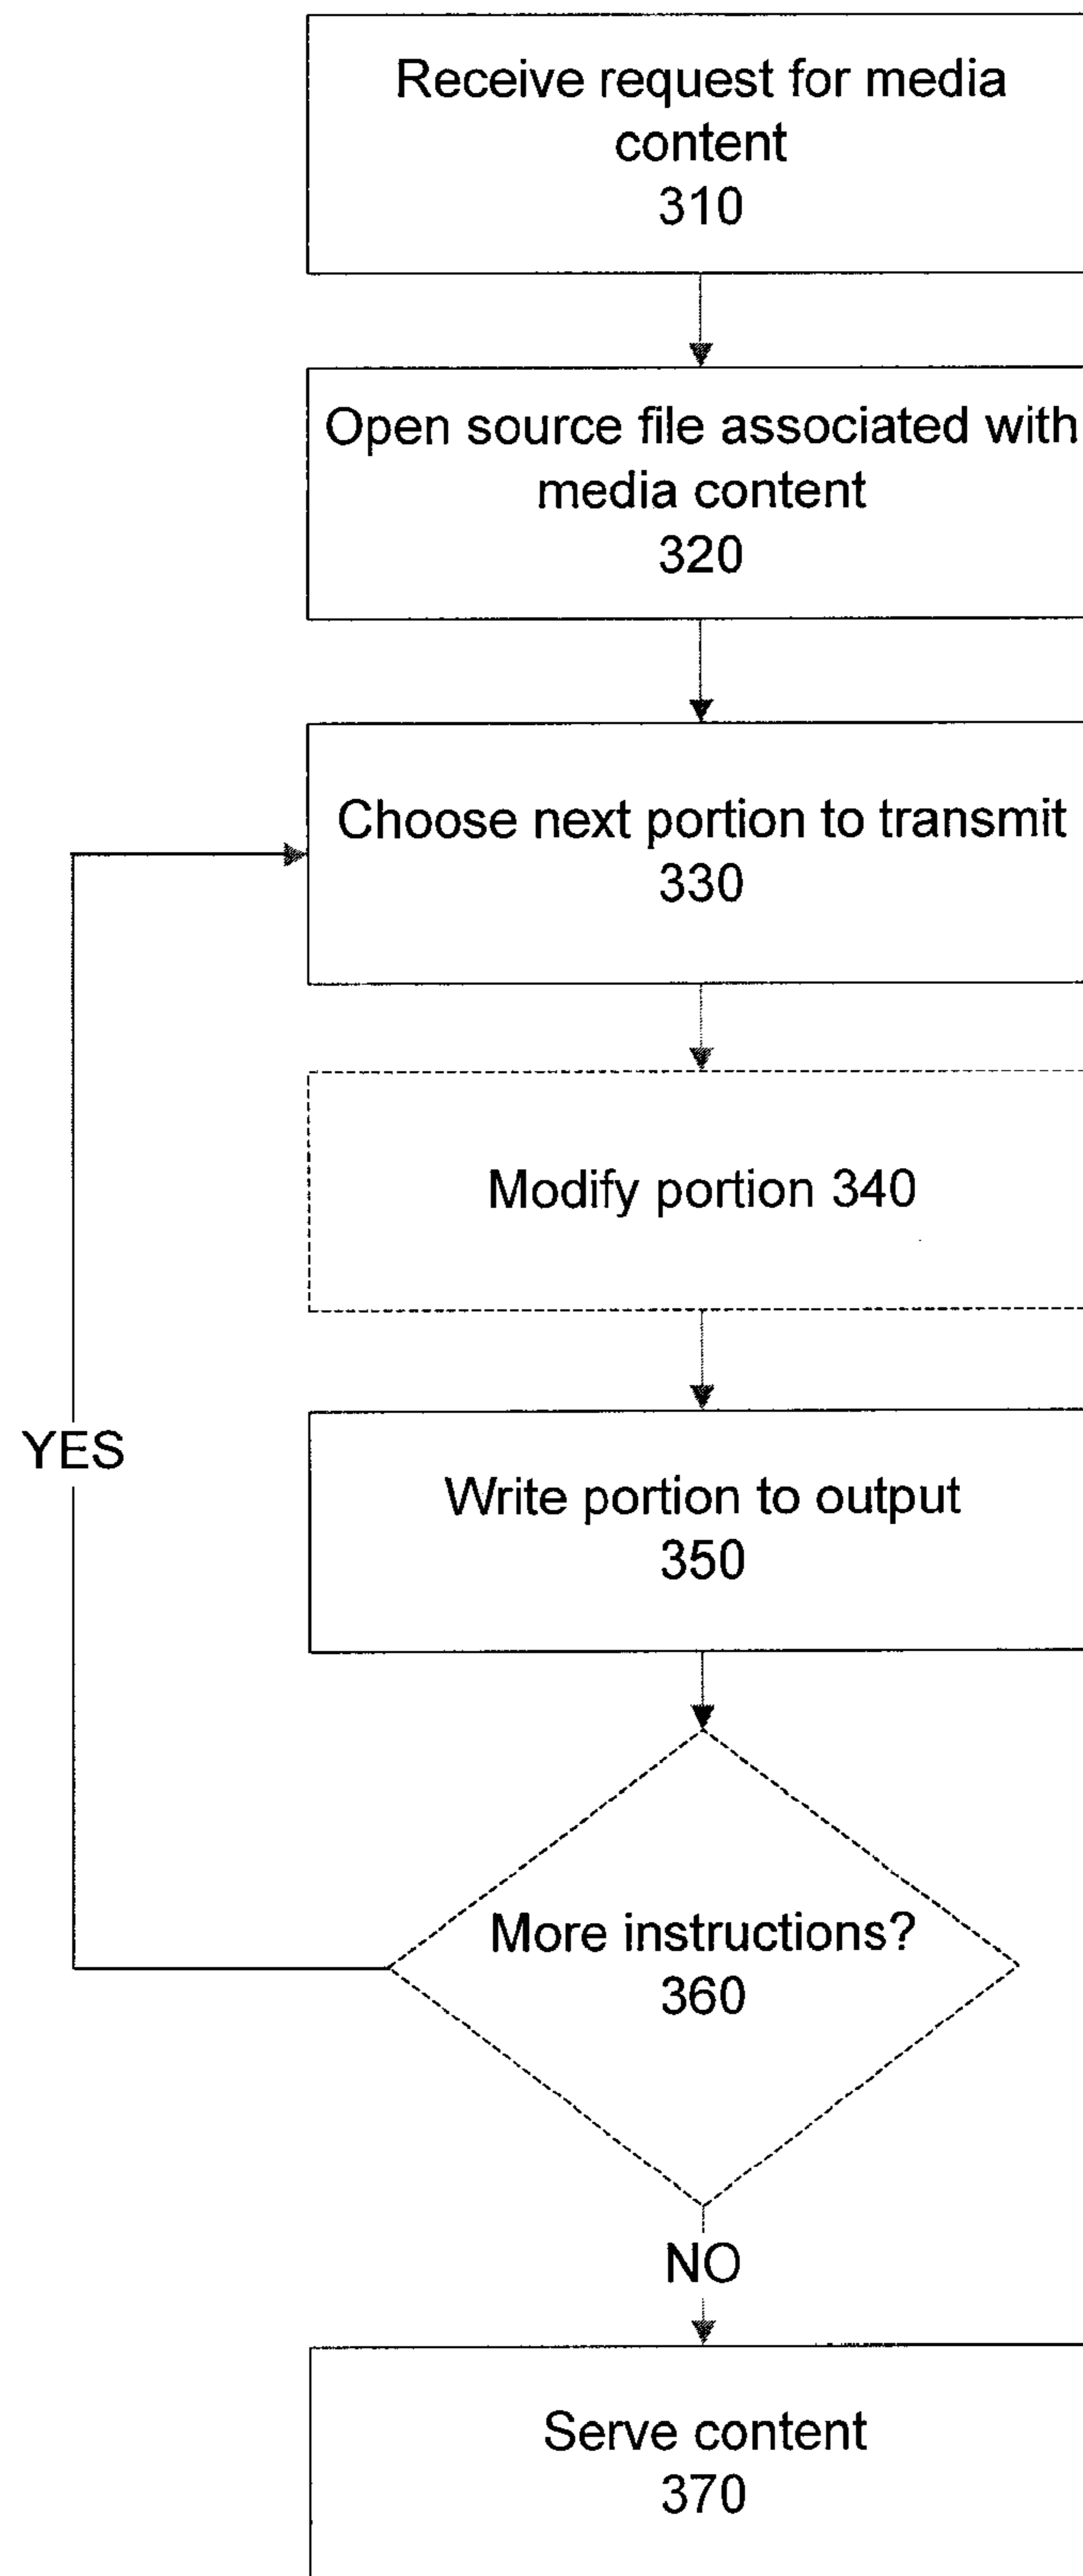 Receive request for media
content
310
Open source file associated with
media content
320
Choose next portion to transmit
330
Modify portion 340
YES
Write portion to output
350
More instructions?
360
NO
Serve content
370